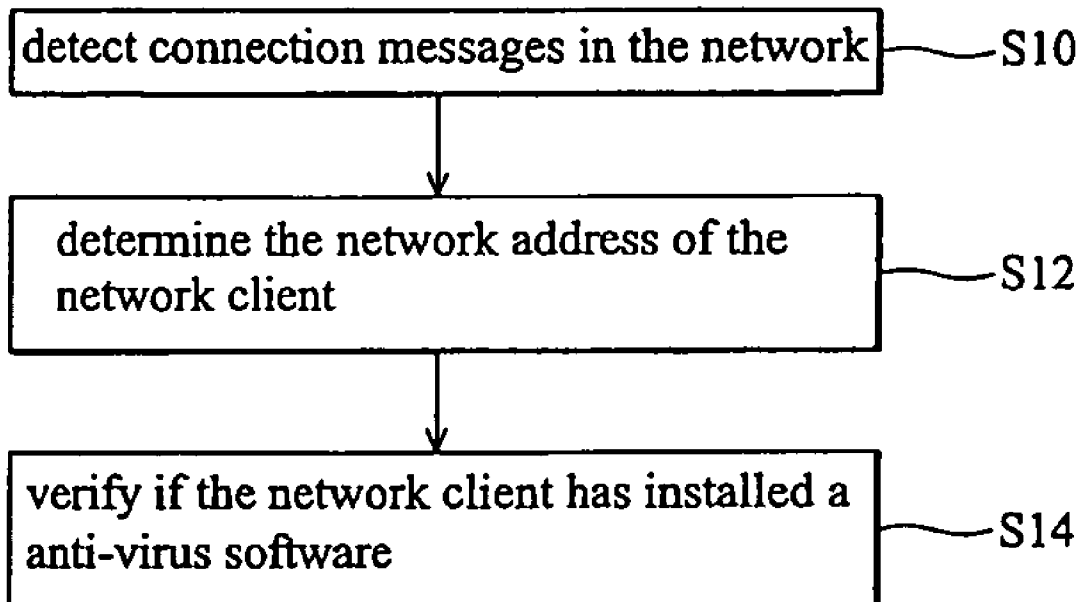 detect connection messages in the network
S10
determine the network address of the
network client
S12
verify if the network client has installed a
anti-virus software
S14